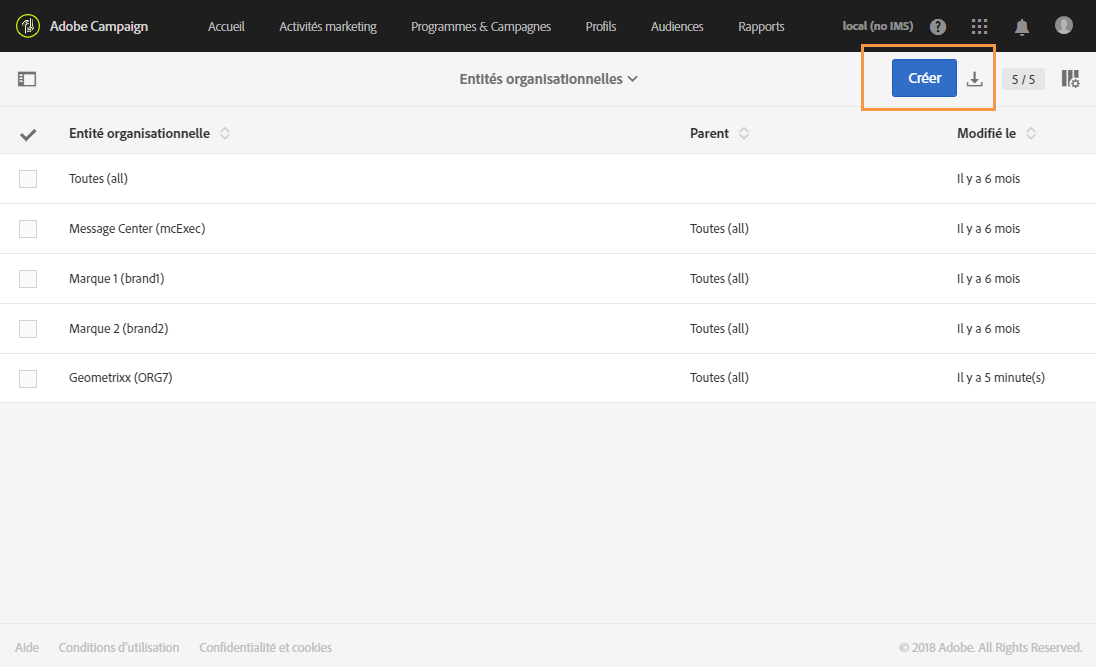 Adobe Campaign Accueil Activités marketing Programmes & Campagnes Profils Audiences Rapports local (no IMS) ?
Entités organisationnelles Créer 5 / 5
Entité organisationnelle Parent Modifié le
Toutes (all) Il y a 6 mois
Message Center (mcExec) Toutes (all) Il y a 6 mois
Marque 1 (brand1) Toutes (all) Il y a 6 mois
Marque 2 (brand2) Toutes (all) Il y a 6 mois
Geometrixx (ORG7) Toutes (all) Il y a 5 minute(s)
Aide Conditions d'utilisation Confidentialité et cookies © 2018 Adobe. All Rights Reserved.